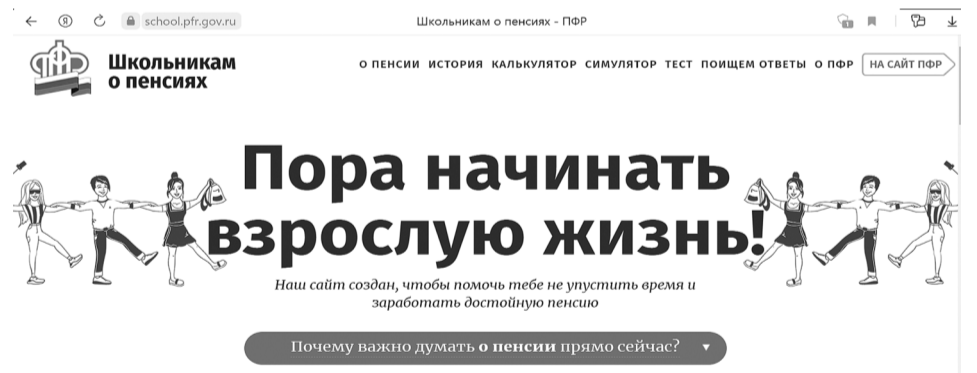 school.pfr.gov.ru
Школьникам о пенсиях - ПФР
Школьникам
о пенсиях
О ПЕНСИИ ИСТОРИЯ КАЛЬКУЛЯТОР СИМУЛЯТОР ТЕСТ ПОИЩЕМ ОТВЕТЫ О ПФР НА САЙТ ПФР
Пора начинать
взрослую жизнь!
Наш сайт создан, чтобы помочь тебе не упустить время и
заработать достойную пенсию
Почему важно думать о пенсии прямо сейчас?